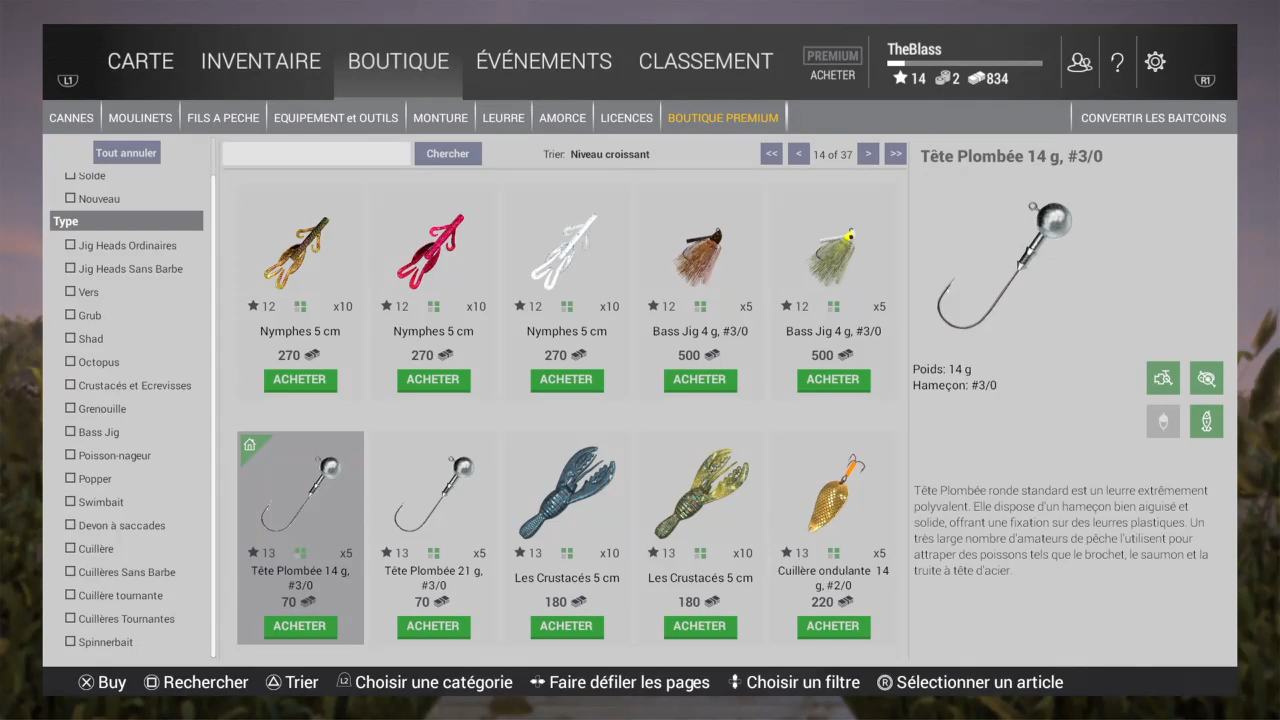 CARTE INVENTAIRE BOUTIQUE ÉVÉNEMENTS CLASSEMENT
PREMIUM
ACHETER
TheBlass
14 2 834
?
L1
R1
CANNES MOULINETS FILS A PECHE EQUIPEMENT et OUTILS MONTURE LEURRE AMORCE LICENCES BOUTIQUE PREMIUM CONVERTIR LES BAITCOINS
Tout annuler
Solde
Nouveau
Type
Jig Heads Ordinaires
Jig Heads Sans Barbe
Vers
Grub
Shad
Octopus
Crustacés et Ecrevisses
Grenouille
Bass Jig
Poisson-nageur
Popper
Swimbait
Devon à saccades
Cuillère
Cuillères Sans Barbe
Cuillère tournante
Cuillères Tournantes
Spinnerbait
Chercher
Trier: Niveau croissant
<< < 14 of 37 > >>
12 x10 12 x10 12 x10 12 x5 12 x5
Nymphes 5 cm Nymphes 5 cm Nymphes 5 cm Bass Jig 4 g, #3/0 Bass Jig 4 g, #3/0
270 270 270 500 500
ACHETER ACHETER ACHETER ACHETER ACHETER
13 x5 13 x5 13 x10 13 x10 13 x5
Tête Plombée 14 g, #3/0 Tête Plombée 21 g, #3/0 Les Crustacés 5 cm Les Crustacés 5 cm Cuillère ondulante 14 g, #2/0
70 70 180 180 220
ACHETER ACHETER ACHETER ACHETER ACHETER
Tête Plombée 14 g, #3/0
Poids: 14 g
Hameçon: #3/0
Tête Plombée ronde standard est un leurre extrêmement
polyvalent. Elle dispose d'un hameçon bien aiguisé et
solide, offrant une fixation sur des leurres plastiques. Un
très large nombre d'amateurs de pêche l'utilisent pour
attraper des poissons tels que le brochet, le saumon et la
truite à tête d'acier.
Buy Rechercher Trier L2 Choisir une catégorie Faire défiler les pages Choisir un filtre R Sélectionner un article